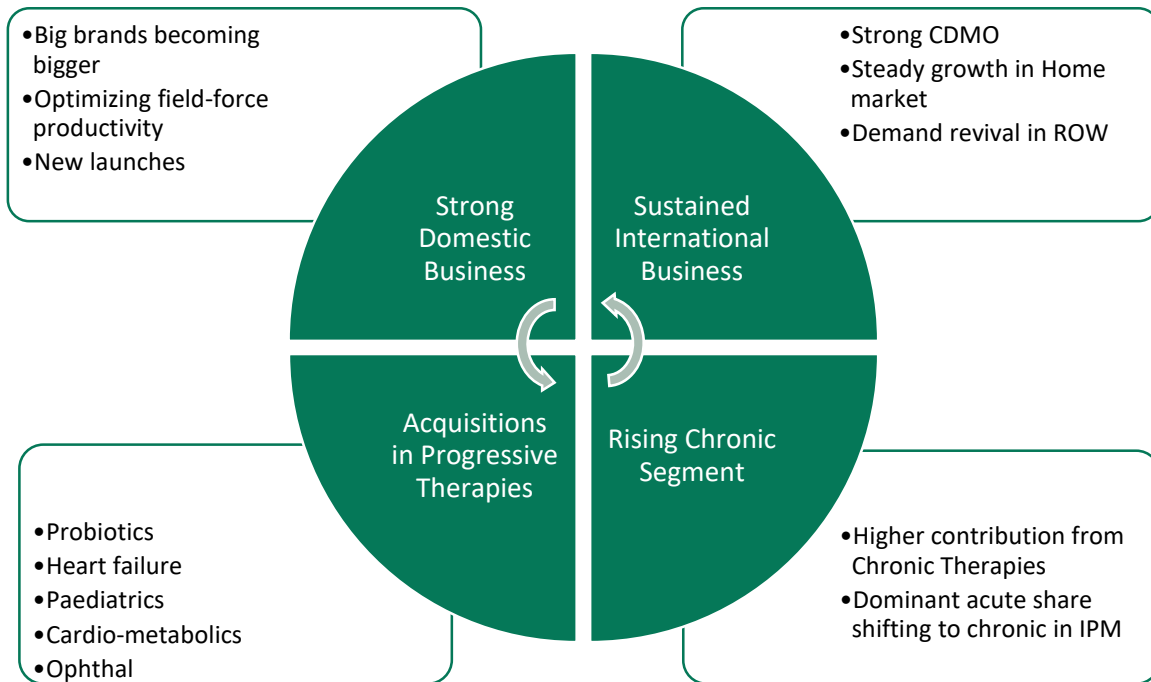 •Big brands becoming
bigger
•Optimizing field-force
productivity
•New launches
•Strong CDMO
•Steady growth in Home
market
•Demand revival in ROW
Strong
Domestic
Business
Sustained
International
Business
Acquisitions
in Progressive
Therapies
Rising Chronic
Segment
•Probiotics
•Heart failure
•Paediatrics
•Cardio-metabolics
•Ophthal
•Higher contribution from
Chronic Therapies
•Dominant acute share
shifting to chronic in IPM